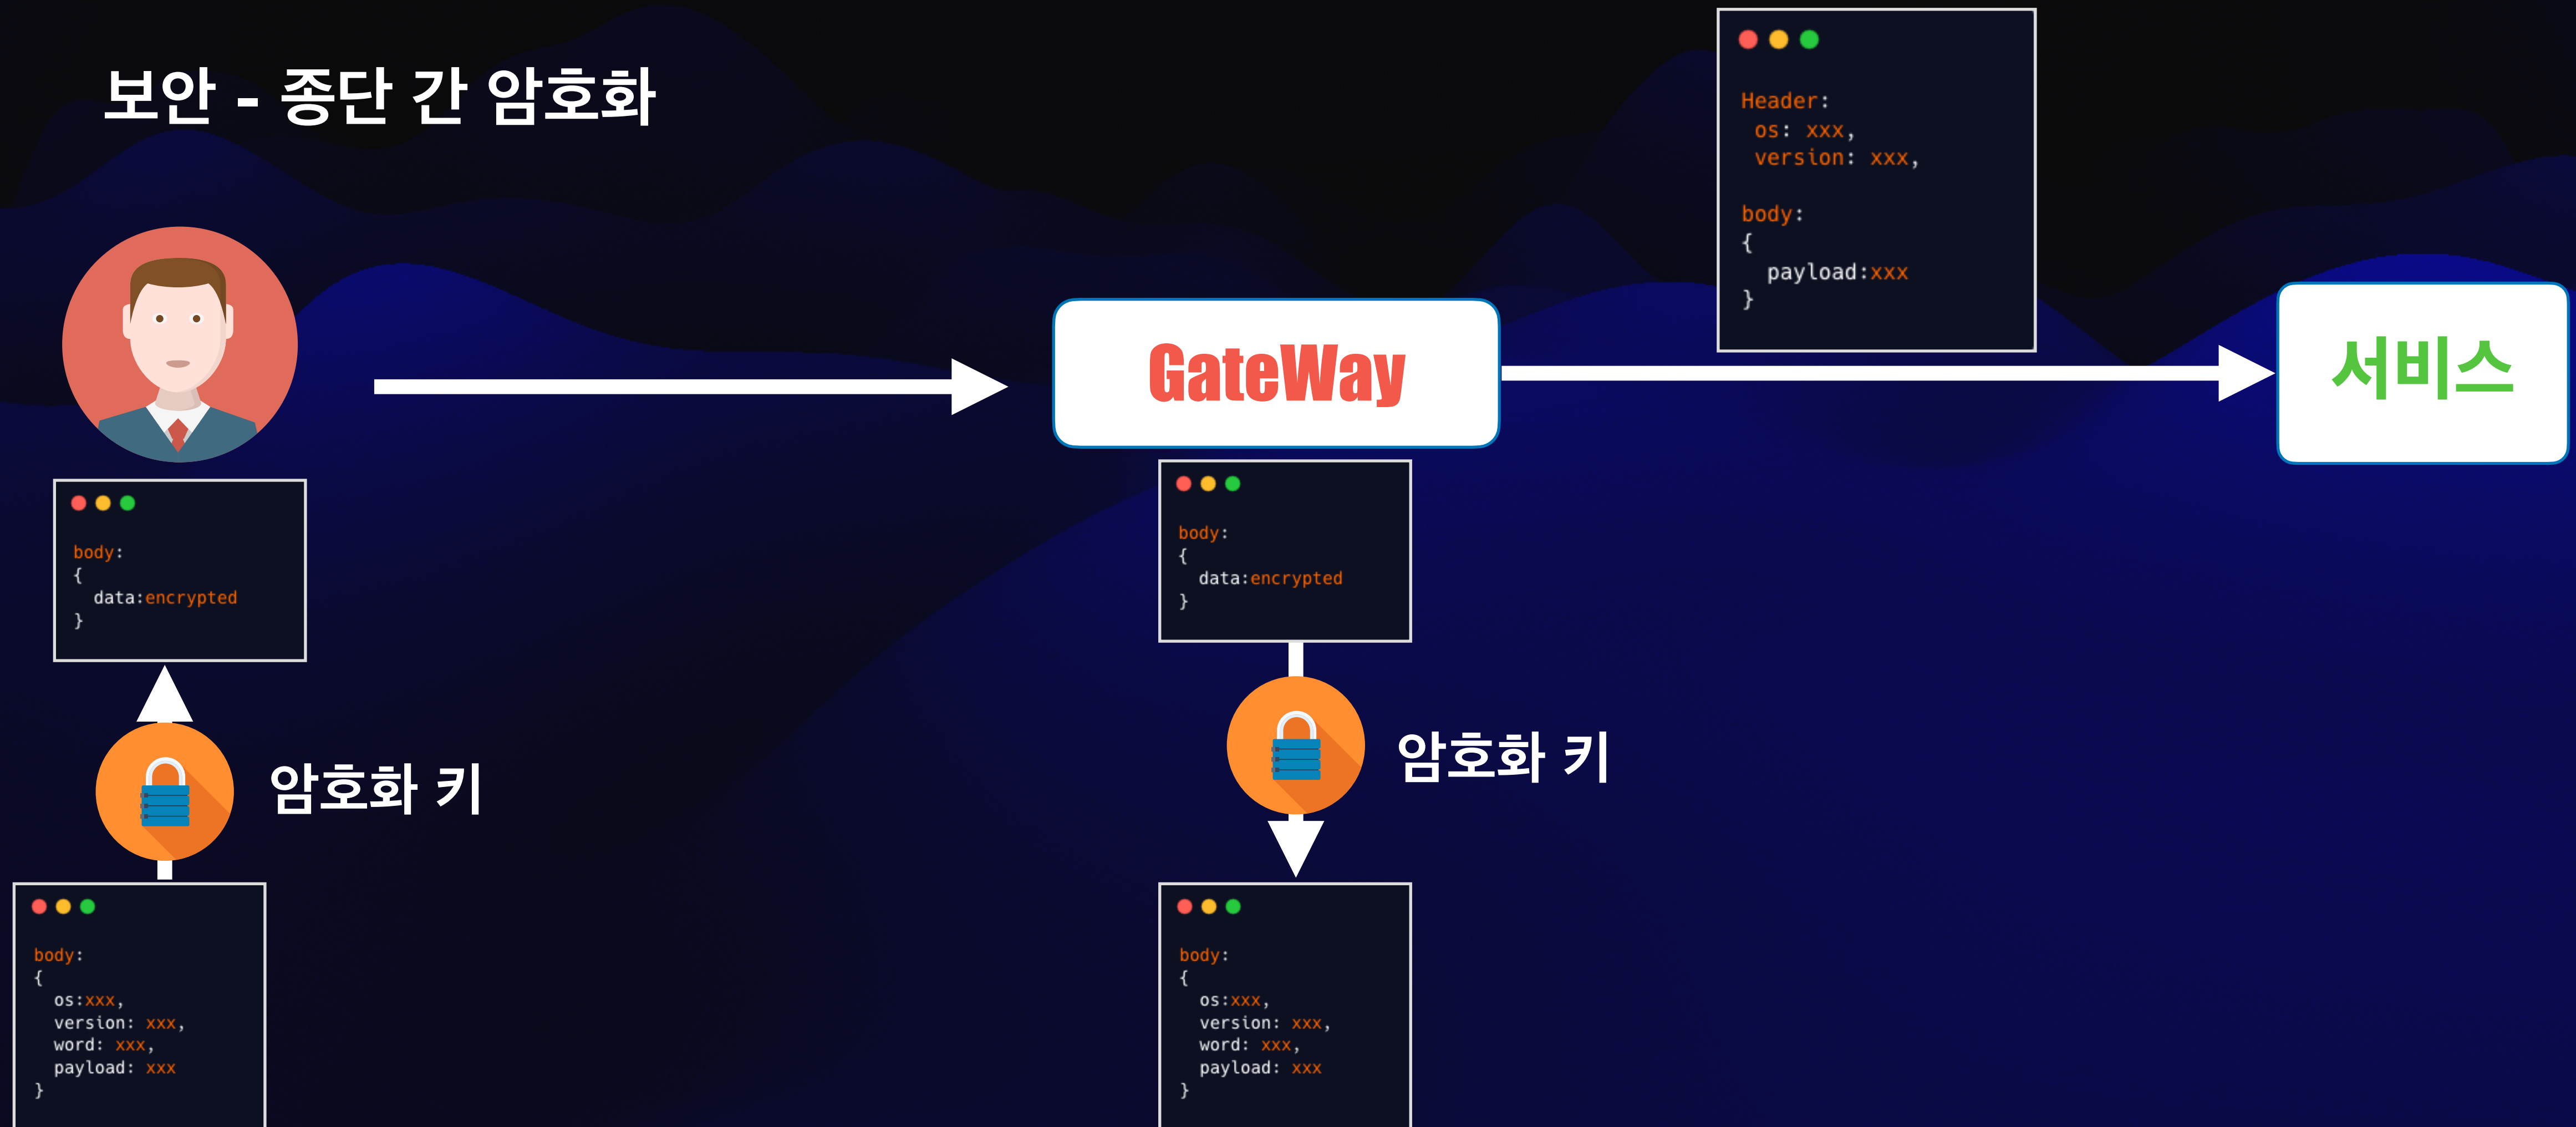 보안 - 종단 간 암호화
Header:
os: xxx,
version: xxx,
body:
{
payload:xxx
}
GateWay
서비스
body:
{
data:encrypted
}
암호화 키
body:
{
os:xxx,
version: xxx,
word: xxx,
payload: xxx
}
body:
{
data:encrypted
}
암호화 키
body:
{
os:xxx,
version: xxx,
word: xxx,
payload: xxx
}